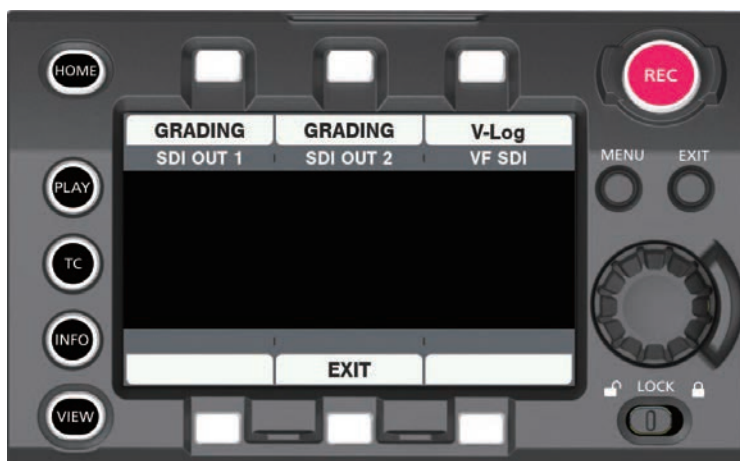 HOME
REC
GRADING GRADING V-Log
SDI OUT 1 SDI OUT 2 VF SDI
MENU EXIT
PLAY
TC
INFO
EXIT
LOCK
VIEW